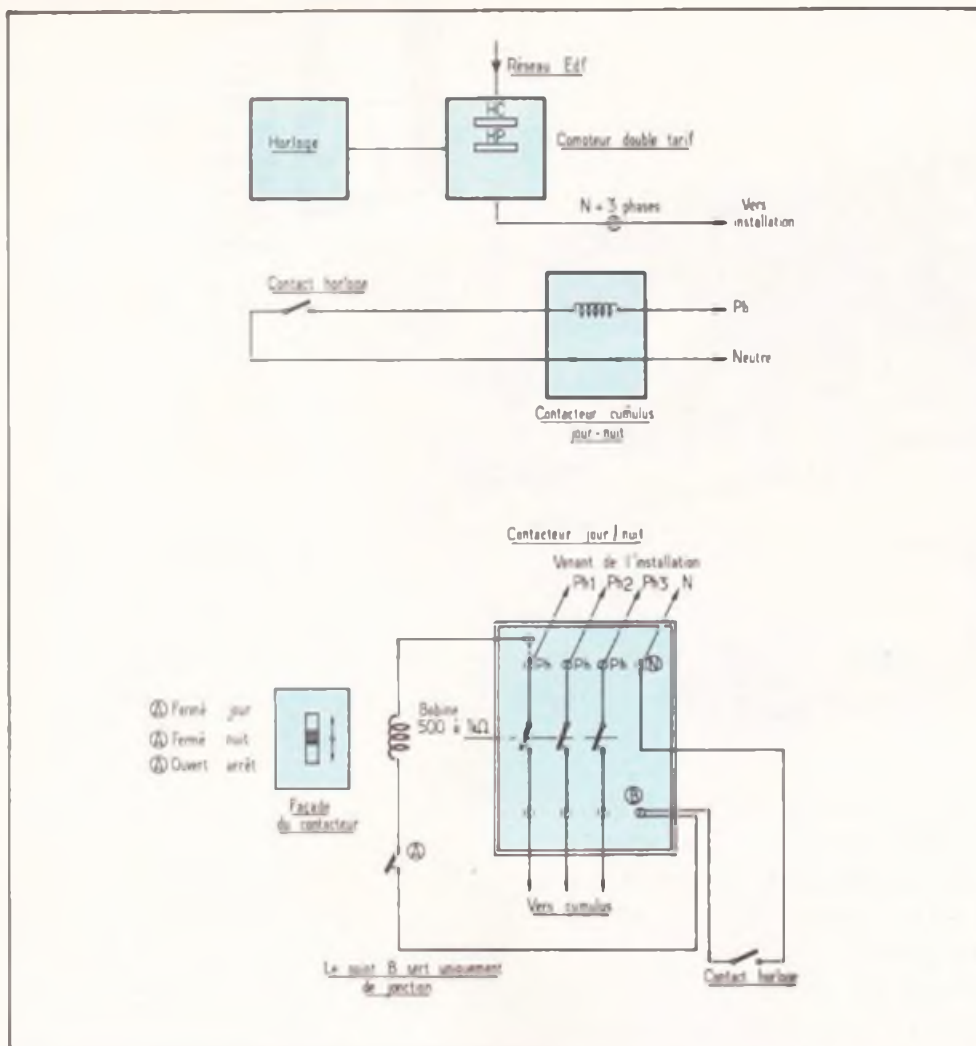 Réseau Edf
Horloge
HC
HP
Compteur double tarif
N + 3 phases
Vers
installation
Contact horloge
Ph
Neutre
Contacteur cumulus
jour-nuit
Contacteur jour/nuit
Venant de l'installation
Ph1 Ph2 Ph3 N
Ph Ph Ph N
Bobine
500 à 1kΩ
A Fermé jour
A Fermé nuit
A Ouvert arrêt
Façade
du contacteur
B
A
Vers cumulus
Le point B sert uniquement
de jonction
Contact horloge